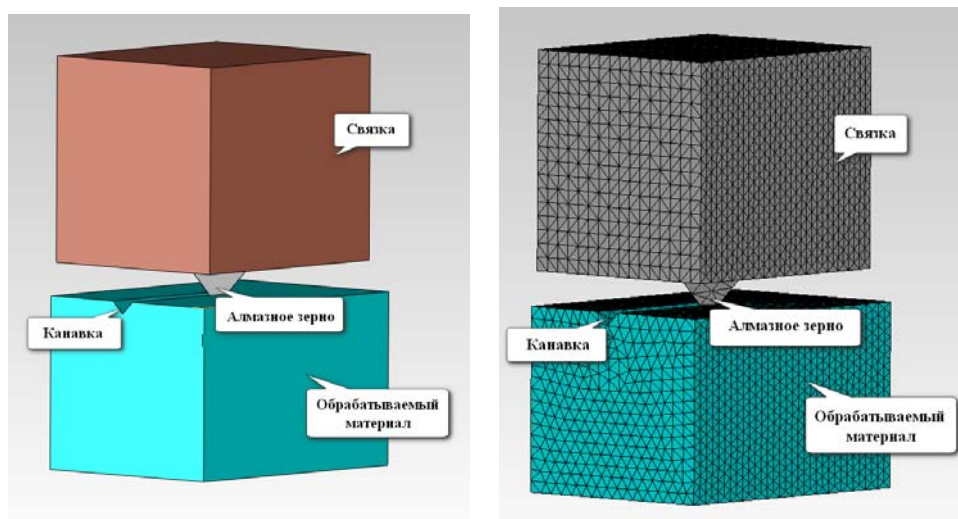 Связка
Канавка
Алмазное зерно
Обрабатываемый
материал
Связка
Канавка
Алмазное зерно
Обрабатываемый
материал